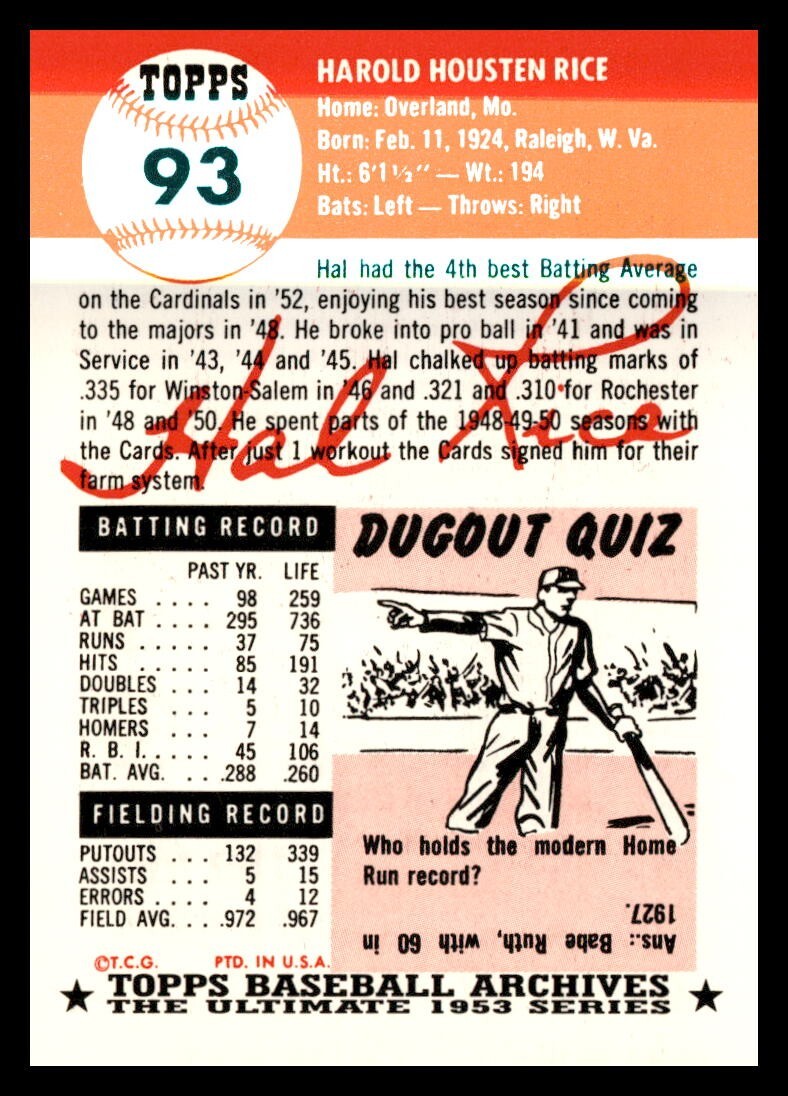 TOPPS
93
HAROLD HOUSTEN RICE
Home: Overland, Mo.
Born: Feb. 11, 1924, Raleigh, W. Va.
Ht.: 6'1½" — Wt.: 194
Bats: Left — Throws: Right
Hal had the 4th best Batting Average
on the Cardinals in '52, enjoying his best season since coming
to the majors in '48. He broke into pro ball in '41 and was in
Service in '43, '44 and '45. Hal chalked up batting marks of
.335 for Winston-Salem in '46 and .321 and .310 for Rochester
in '48 and '50. He spent parts of the 1948-49-50 seasons with
the Cards. After just 1 workout the Cards signed him for their
farm system.
Hal Rice
BATTING RECORD
PAST YR. LIFE
GAMES .... 98 259
AT BAT .... 295 736
RUNS ..... 37 75
HITS ..... 85 191
DOUBLES ... 14 32
TRIPLES ... 5 10
HOMERS ... 7 14
R. B. I. .... 45 106
BAT. AVG. ... .288 .260
FIELDING RECORD
PUTOUTS ... 132 339
ASSISTS ... 5 15
ERRORS ... 4 12
FIELD AVG. ... .972 .967
DUGOUT QUIZ
Who holds the modern Home
Run record?
Ans.: Babe Ruth, with 60 in
1927.
©T.C.G. PTD. IN U.S.A.
TOPPS BASEBALL ARCHIVES
THE ULTIMATE 1953 SERIES